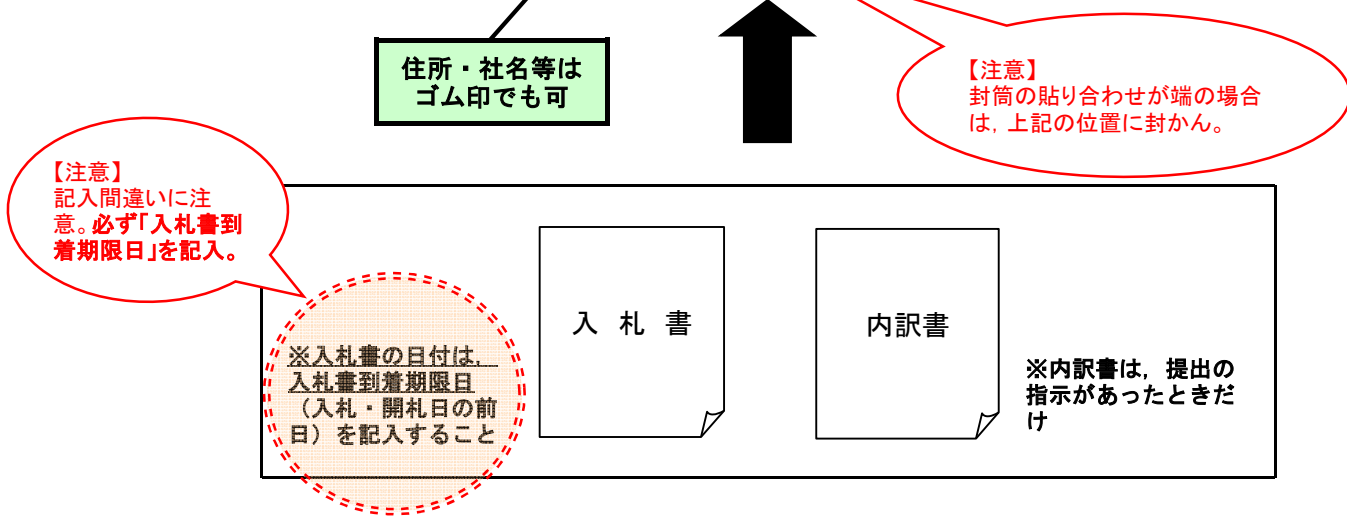 住所・社名等は
ゴム印でも可
【注意】
封筒の貼り合わせが端の場合
は，上記の位置に封かん。
【注意】
記入間違いに注
意。必ず「入札書到
着期限日」を記入。
※入札書の日付は，
入札書到着期限日
（入札・開札日の前
日）を記入すること
入 札 書
内訳書
※内訳書は，提出の
指示があったときだ
け